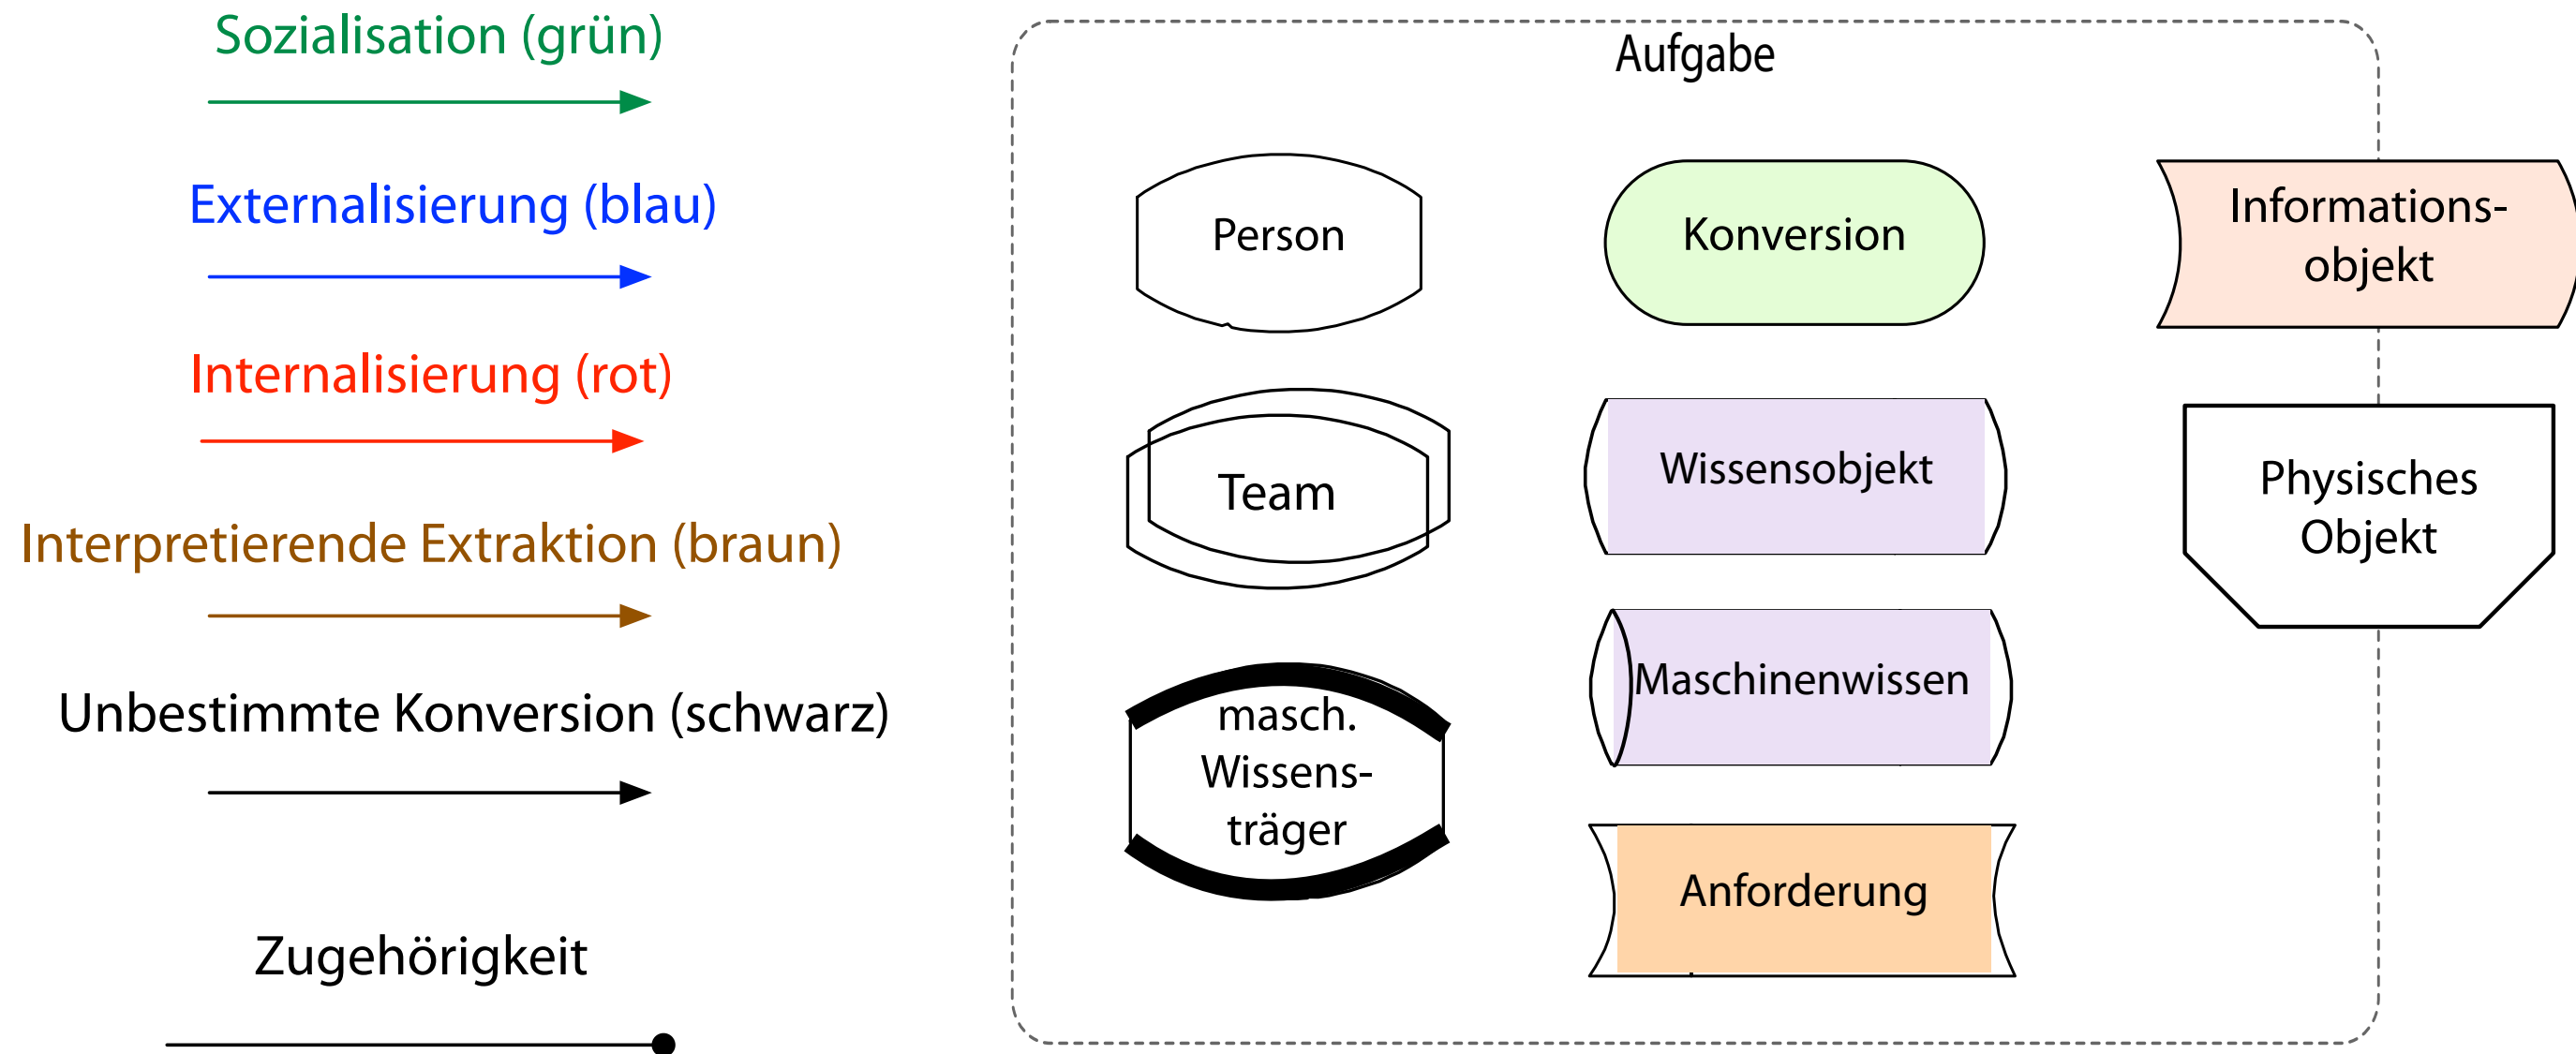 Sozialisation (grün)
Externalisierung (blau)
Internalisierung (rot)
Interpretierende Extraktion (braun)
Unbestimmte Konversion (schwarz)
Zugehörigkeit
Aufgabe
Person
Konversion
Informations-
objekt
Team
Wissensobjekt
Physisches
Objekt
masch.
Wissens-
träger
Maschinenwissen
Anforderung